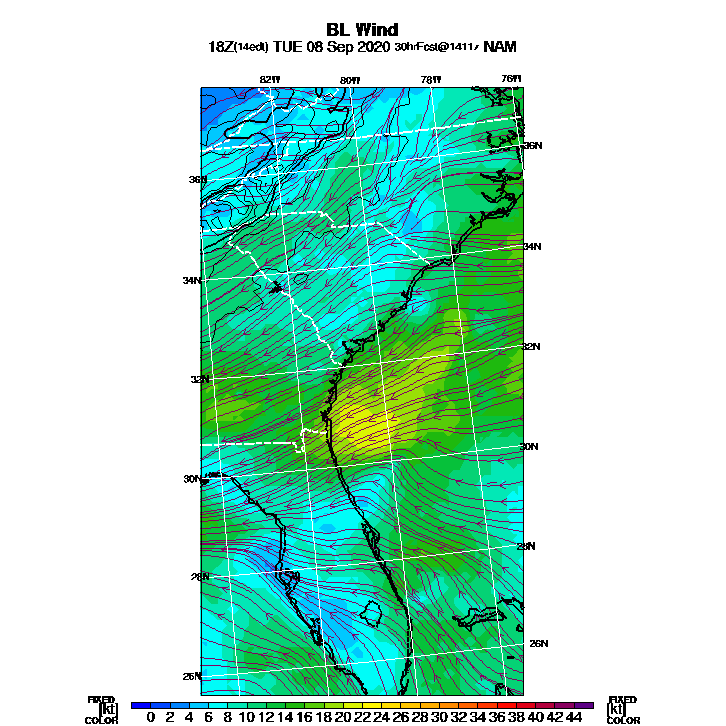 BL Wind
18Z(14edt) TUE 08 Sep 2020 30hrFcst@1411z NAM
82W 80W 78W 76W
36N
36N
34N
34N
32N
32N
30N
30N
28N
28N
26N
26N
FIXED FIXED
[kt] [kt]
COLOR COLOR
0 2 4 6 8 10 12 14 16 18 20 22 24 26 28 30 32 34 36 38 40 42 44